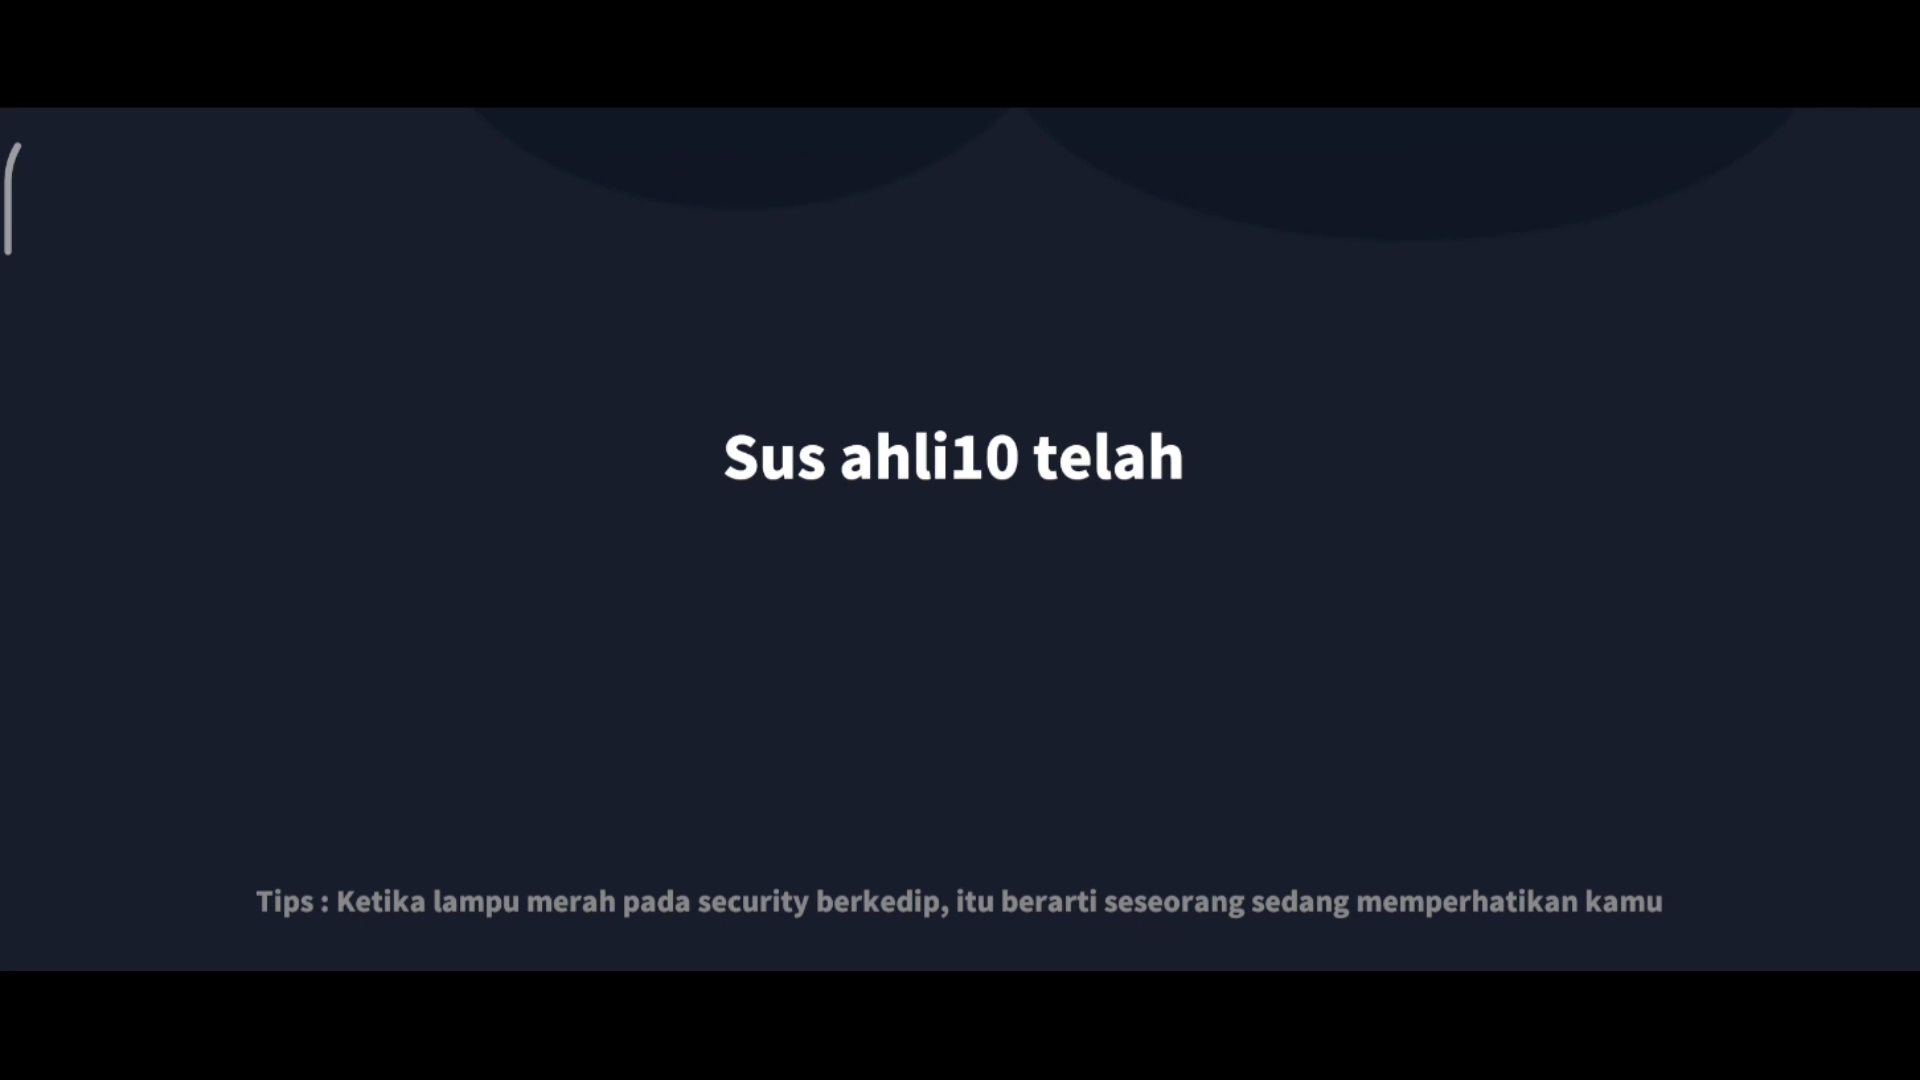 Sus ahli10 telah
Tips : Ketika lampu merah pada security berkedip, itu berarti seseorang sedang memperhatikan kamu